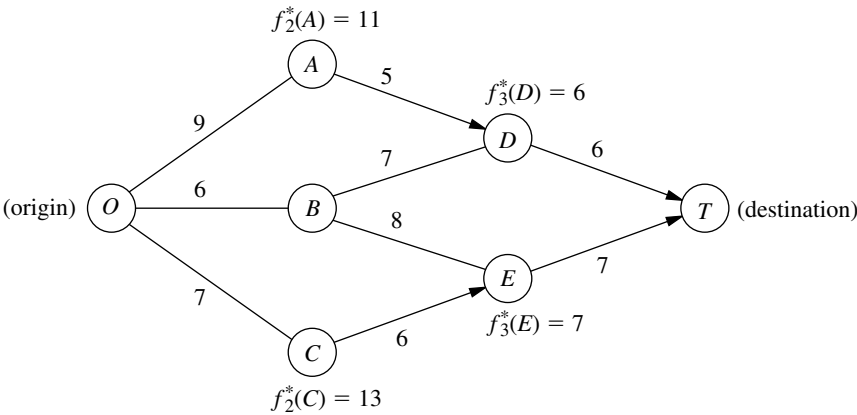 f₂*(A) = 11
A
5
f₃*(D) = 6
9
D
7
6
6
(origin) O
B
T (destination)
8
7
E
7
6
f₃*(E) = 7
C
f₂*(C) = 13